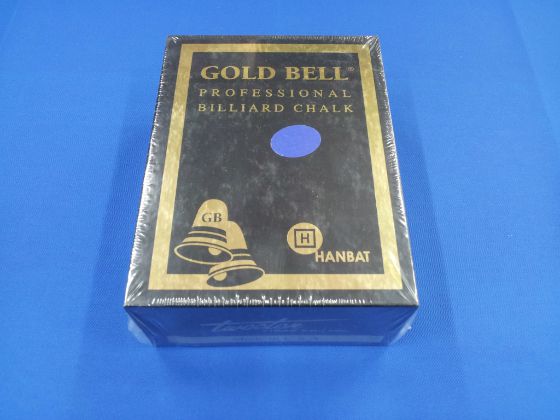 GOLD BELL®
PROFESSIONAL
BILLIARD CHALK
GB
H
HANBAT